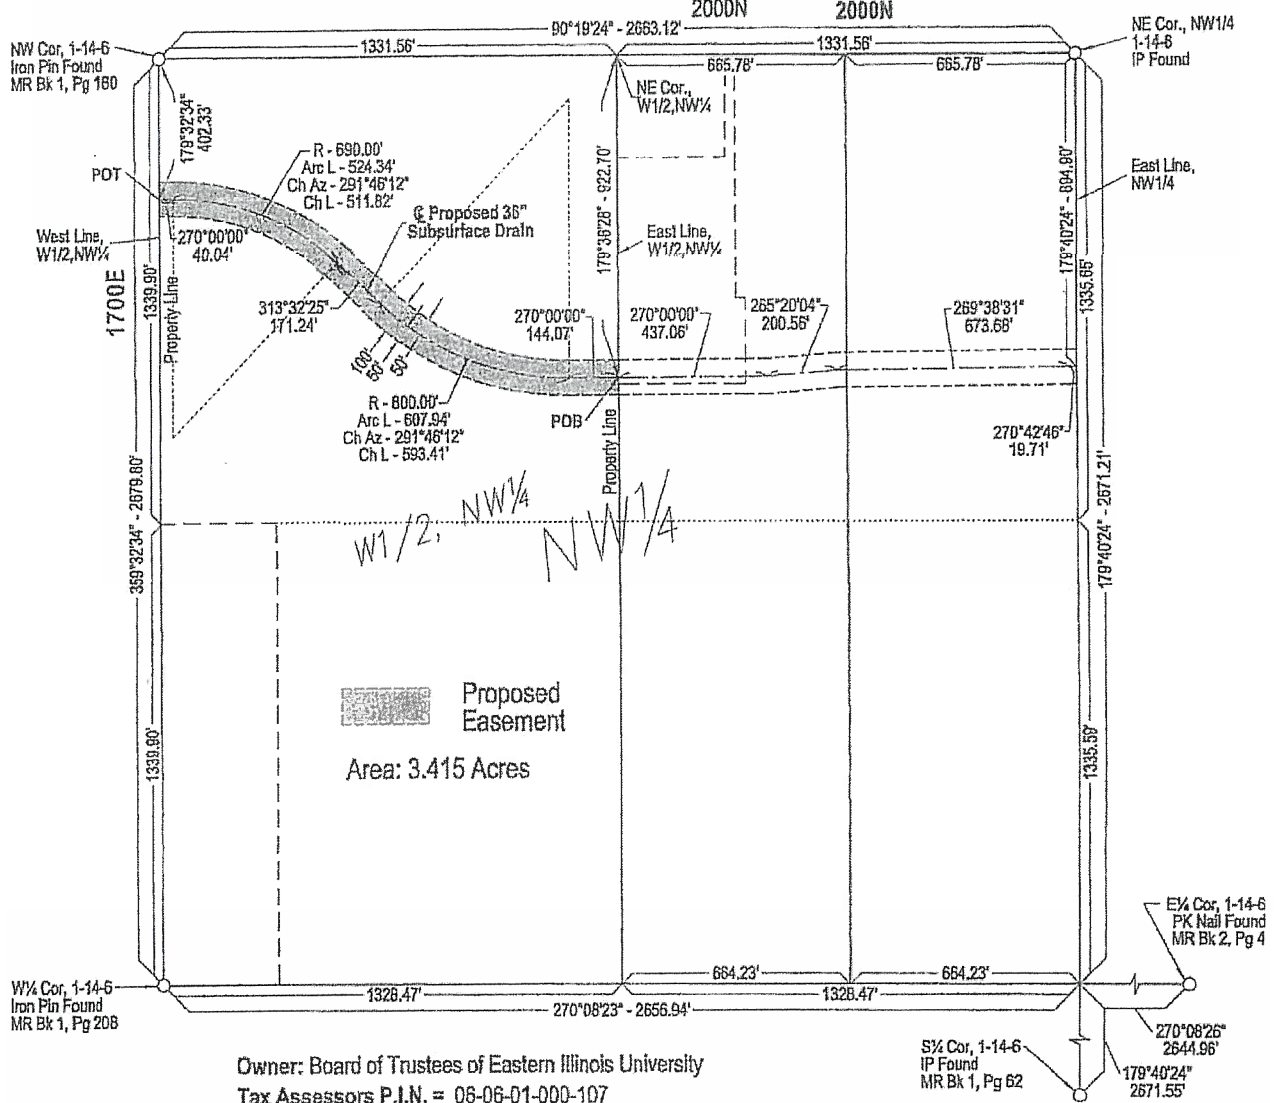 2000N
2000N
90°19'24" - 2663.12'
1331.56'
1331.56'
665.78'
665.78'
NW Cor, 1-14-6
Iron Pin Found
MR Bk 1, Pg 180
NE Cor., NW1/4
1-14-6
IP Found
NE Cor.,
W1/2,NW¼
179°32'34"
402.33'
POT
R - 690.00'
Arc L - 524.34'
Ch Az - 291°46'12"
Ch L - 511.82'
℄ Proposed 36"
Subsurface Drain
179°36'28" - 922.70'
East Line,
W1/2,NW¼
179°40'24" - 894.90'
East Line,
NW1/4
West Line,
W1/2,NW¼
1700E
1339.90'
Property Line
270°00'00"
40.04'
313°32'25"
171.24'
100'
50'
50'
270°00'00"
144.07'
270°00'00"
437.06'
265°20'04"
200.56'
269°38'31"
673.68'
1335.65'
R - 800.00'
Arc L - 607.94'
Ch Az - 291°46'12"
Ch L - 593.41'
POB
Property Line
270°42'46"
19.71'
359°32'34" - 2679.80'
179°40'24" - 2671.21'
W1/2, NW1/4
NW1/4
Proposed
Easement
Area: 3.415 Acres
1339.90'
1335.59'
664.23'
664.23'
1328.47'
1328.47'
270°08'23" - 2656.94'
W¼ Cor, 1-14-6
Iron Pin Found
MR Bk 1, Pg 208
E¼ Cor, 1-14-6
PK Nail Found
MR Bk 2, Pg 4
270°08'26"
2644.96'
S¼ Cor, 1-14-6
IP Found
MR Bk 1, Pg 62
179°40'24"
2671.55'
Owner: Board of Trustees of Eastern Illinois University
Tax Assessors P.I.N. = 06-06-01-000-107